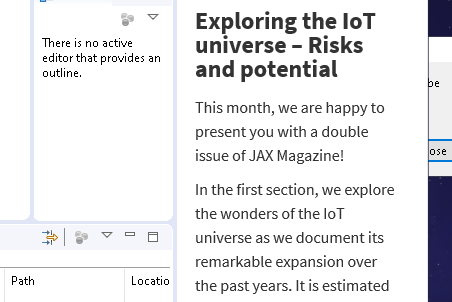 There is no active
editor that provides an
outline.
Exploring the IoT
universe – Risks
and potential
This month, we are happy to
present you with a double
issue of JAX Magazine!
In the first section, we explore
the wonders of the IoT
universe as we document its
remarkable expansion over
the past years. It is estimated
be
ose
Path
Locatio